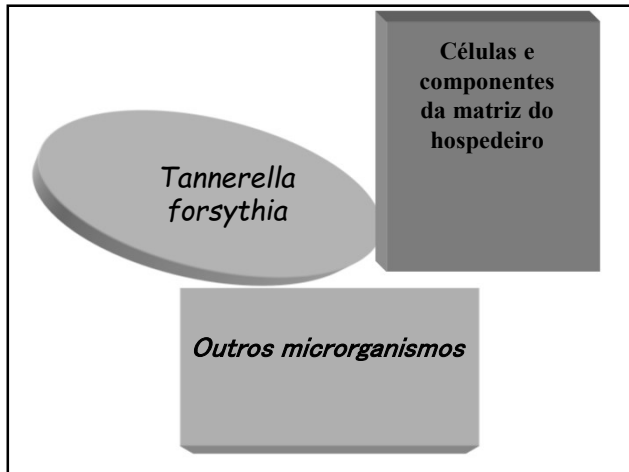 Células e
componentes
da matriz do
hospedeiro
Tannerella
forsythia
Outros microrganismos